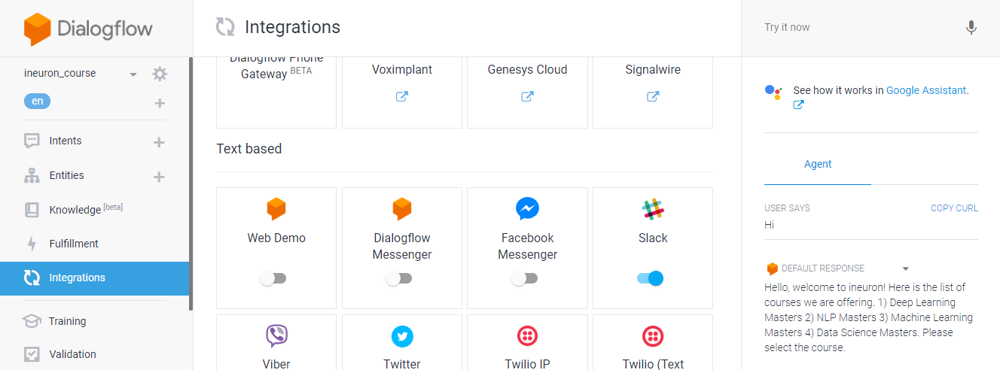 Dialogflow
ineuron_course
en
Intents
Entities
Knowledge [beta]
Fulfillment
Integrations
Training
Validation
Integrations
Dialogflow Phone
Gateway BETA
Voximplant
Genesys Cloud
Signalwire
Text based
Web Demo
Dialogflow
Messenger
Facebook
Messenger
Slack
Viber
Twitter
Twilio IP
Twilio (Text
Try it now
See how it works in Google Assistant.
Agent
USER SAYS
COPY CURL
Hi
DEFAULT RESPONSE
Hello, welcome to ineuron! Here is the list of
courses we are offering. 1) Deep Learning
Masters 2) NLP Masters 3) Machine Learning
Masters 4) Data Science Masters. Please
select the course.